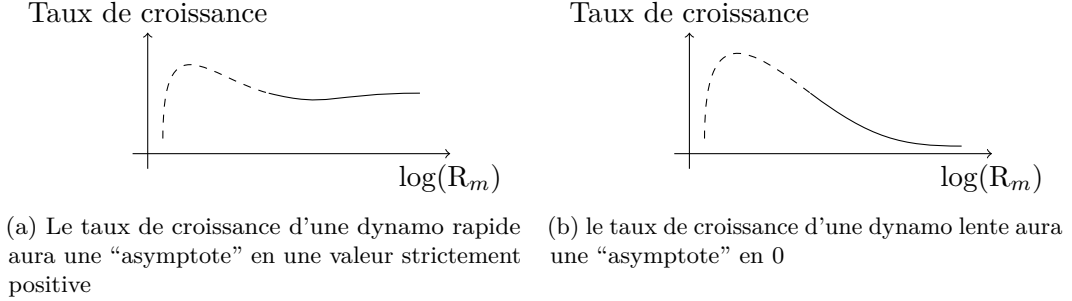 Taux de croissance
log(R_m)
(a) Le taux de croissance d'une dynamo rapide
aura une “asymptote” en une valeur strictement
positive
Taux de croissance
log(R_m)
(b) le taux de croissance d'une dynamo lente aura
une “asymptote” en 0